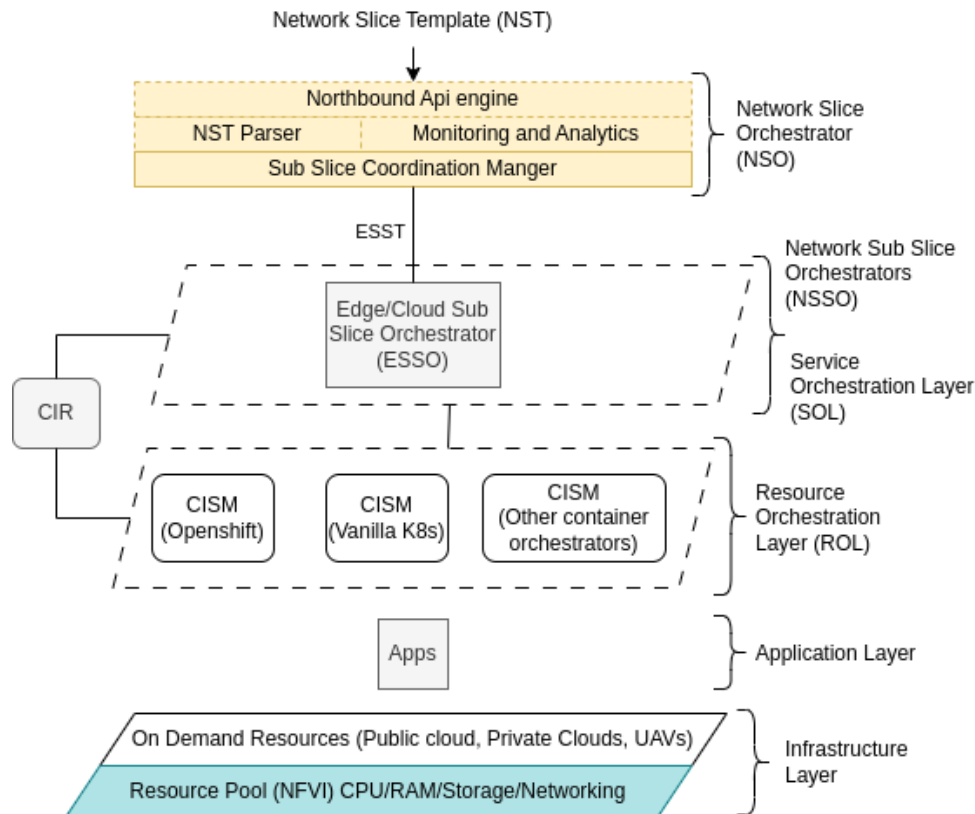 Network Slice Template (NST)
Northbound Api engine
NST Parser
Monitoring and Analytics
Sub Slice Coordination Manger
Network Slice
Orchestrator
(NSO)
ESST
Network Sub Slice
Orchestrators
(NSSO)
Edge/Cloud Sub
Slice Orchestrator
(ESSO)
Service
Orchestration Layer
(SOL)
CIR
CISM
(Openshift)
CISM
(Vanilla K8s)
CISM
(Other container
orchestrators)
Resource
Orchestration
Layer (ROL)
Apps
Application Layer
On Demand Resources (Public cloud, Private Clouds, UAVs)
Resource Pool (NFVI) CPU/RAM/Storage/Networking
Infrastructure
Layer